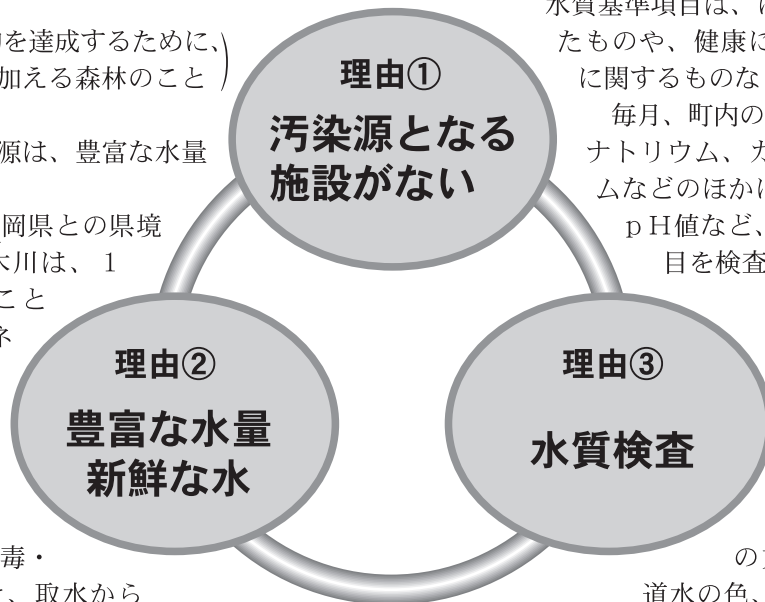 を達成するために、
加える森林のこと
源は、豊富な水量
岡県との県境
川は、1
こと
毒・
、取水から
理由①
汚染源となる
施設がない
理由②
豊富な水量
新鮮な水
理由③
水質検査
水質基準項目は、
たものや、健康に
に関するものな
毎月、町内の
ナトリウム、カ
ムなどのほかに
pH値など、
目を検査
の
道水の色、